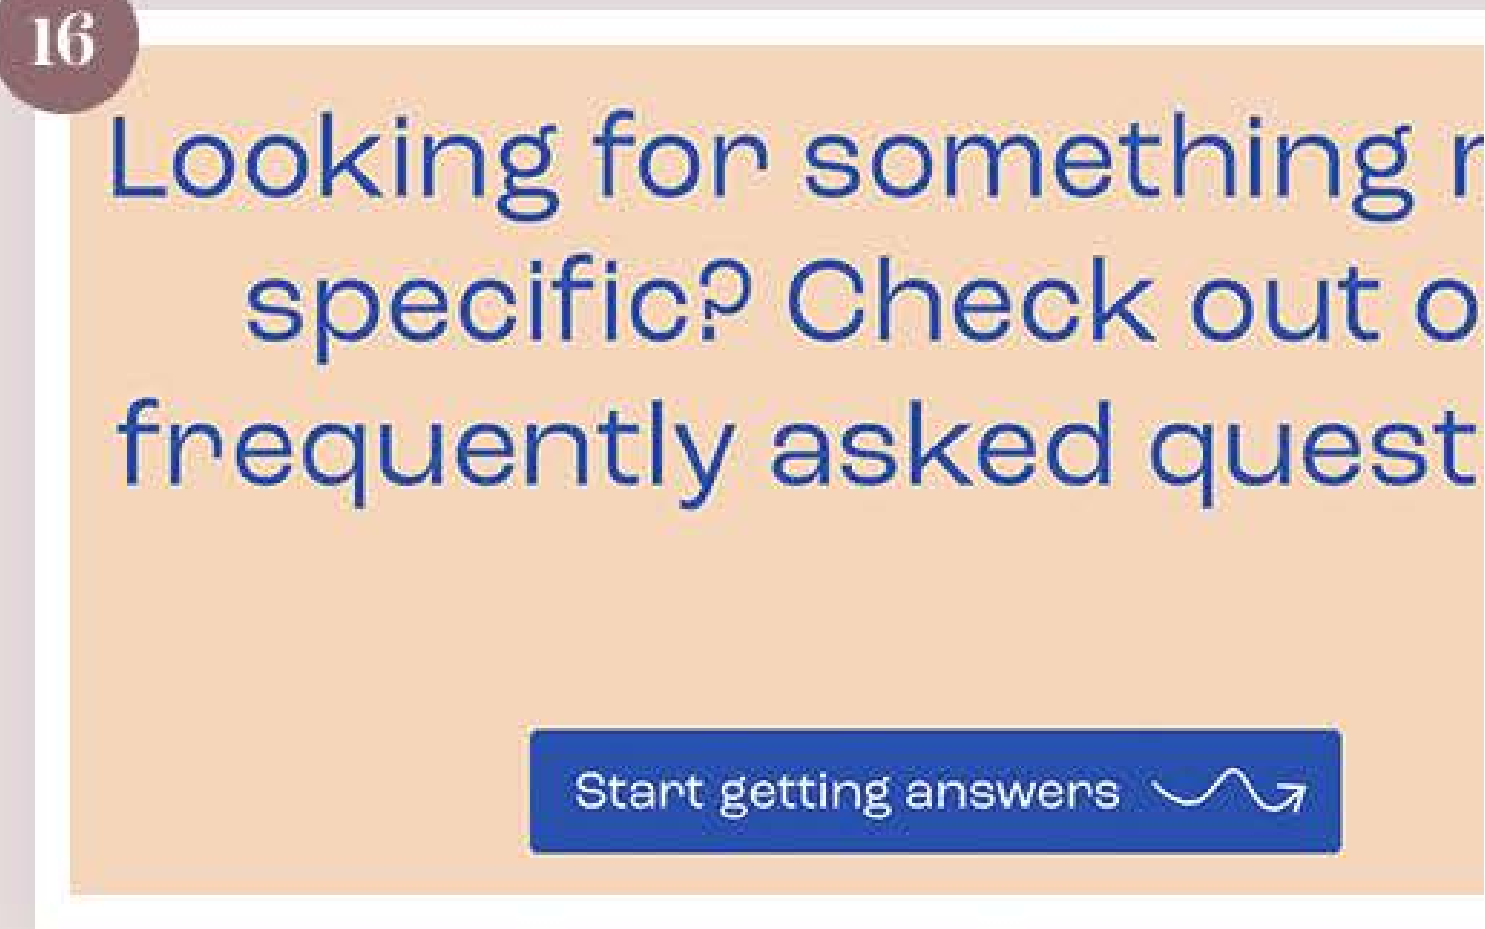 16
Looking for something
specific? Check out
frequently asked quest
Start getting answers